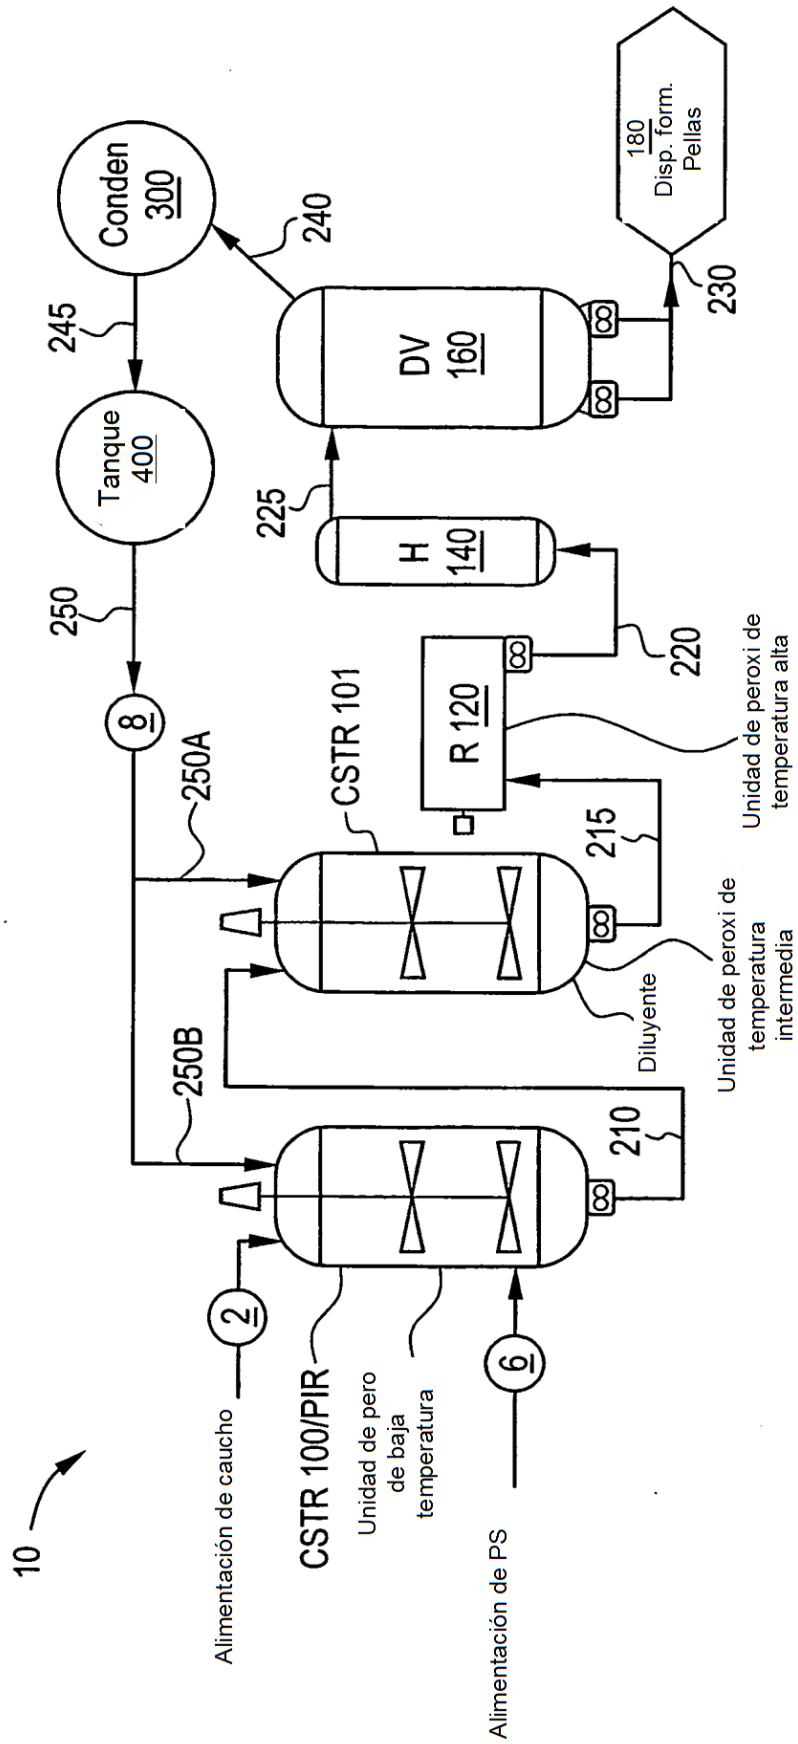 10
Alimentación de caucho
2
CSTR 100/PIR
Unidad de pero
de baja
temperatura
Alimentación de PS
6
210
250B
250A
8
250
Tanque
400
245
Conden
300
240
CSTR 101
Diluyente
Unidad de peroxi de
temperatura
intermedia
215
R 120
Unidad de peroxi de
temperatura alta
220
H
140
225
DV
160
230
180
Disp. form.
Pellas